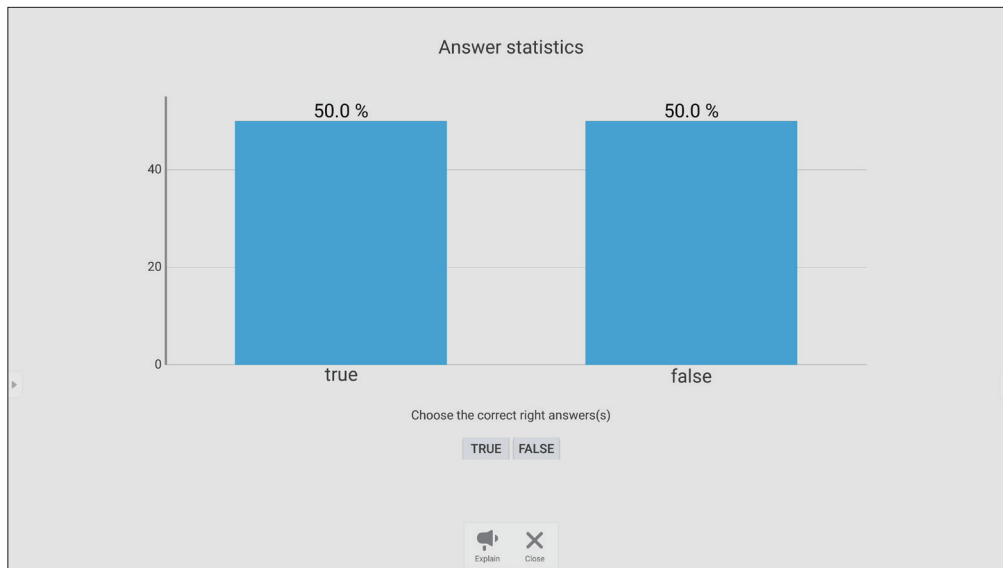 Answer statistics
50.0 % 50.0 %
40
20
0
true false
Choose the correct right answers(s)
TRUE FALSE
Explain Close